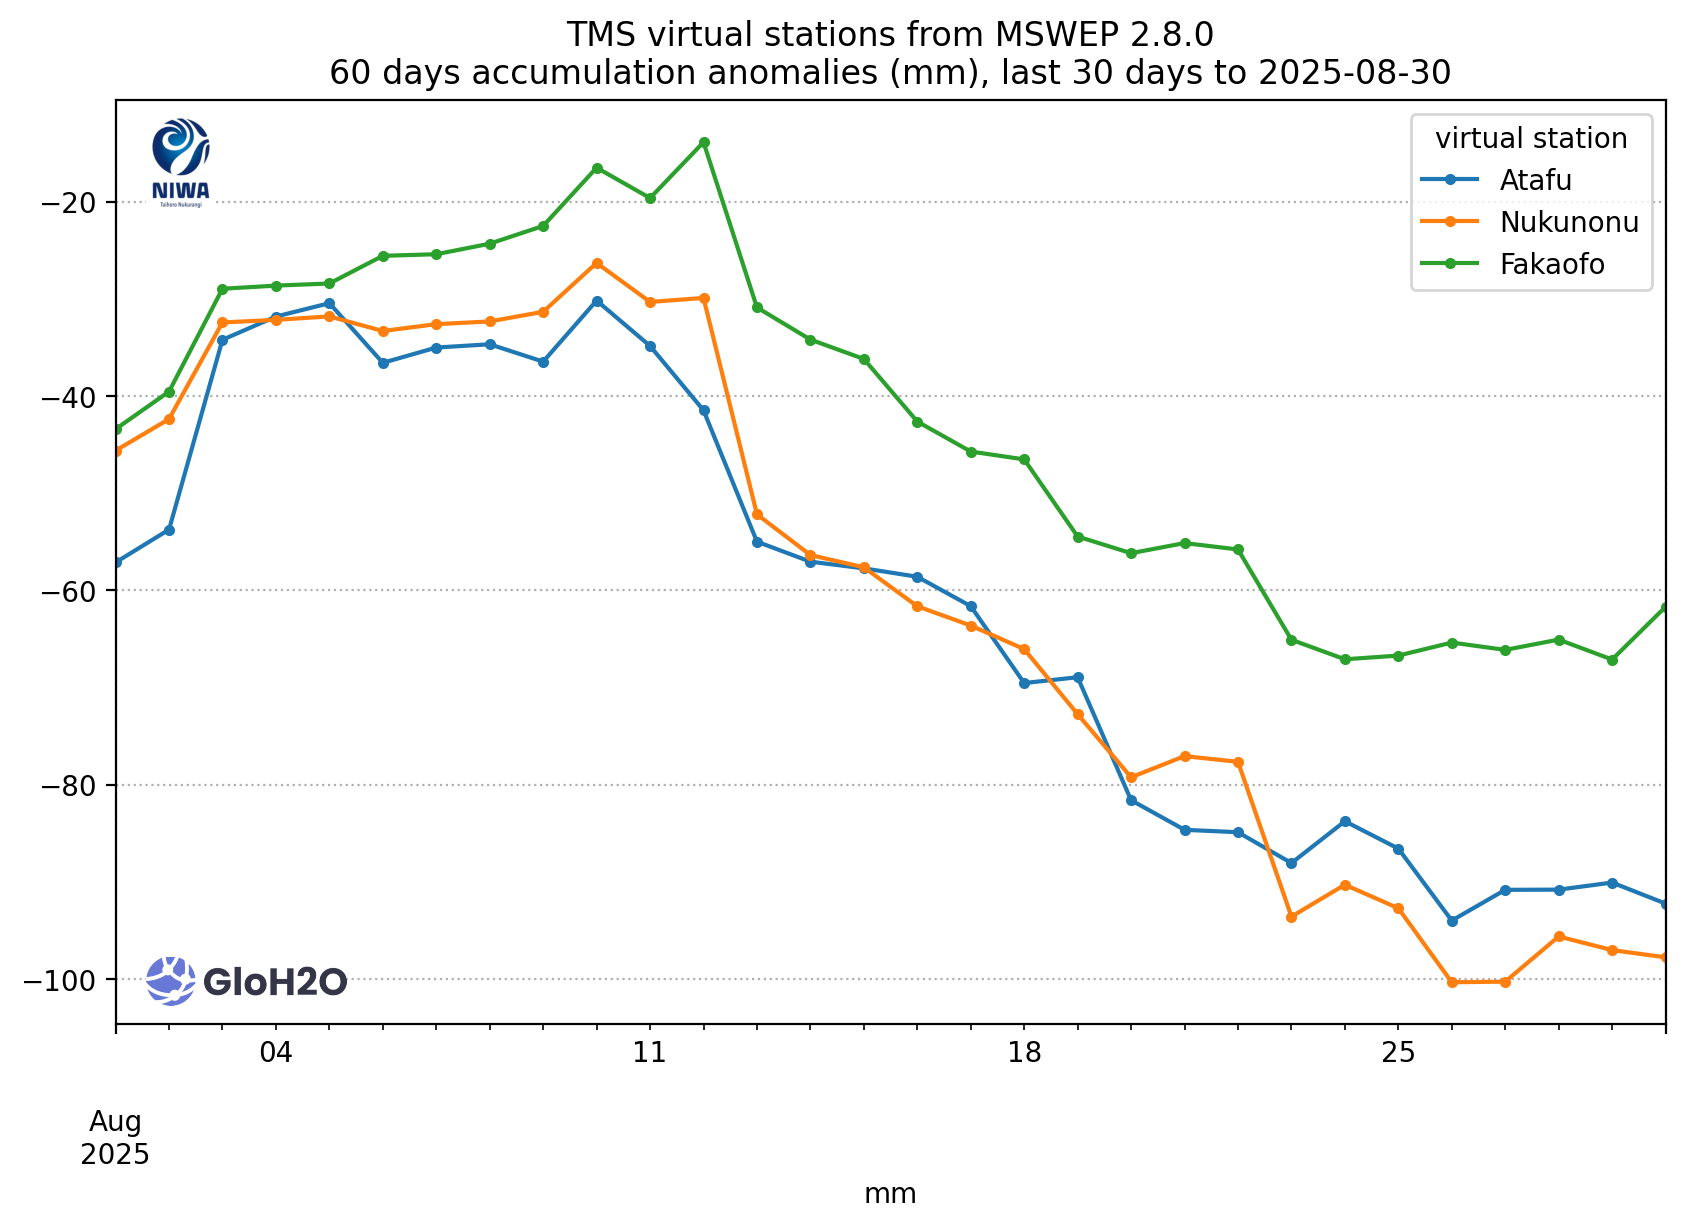 TMS virtual stations from MSWEP 2.8.0
60 days accumulation anomalies (mm), last 30 days to 2025-08-30
NIWA
Taihoro Nukurangi
virtual station
Atafu
Nukunonu
Fakaofo
−20
−40
−60
−80
−100
GloH2O
04
11
18
25
Aug
2025
mm